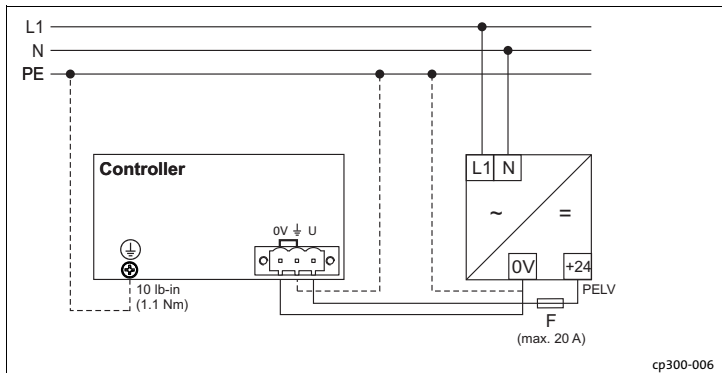 L1
N
PE
Controller
L1 N
~ =
0V ⏚ U
0V +24
10 lb-in
(1.1 Nm)
PELV
F
(max. 20 A)
cp300-006